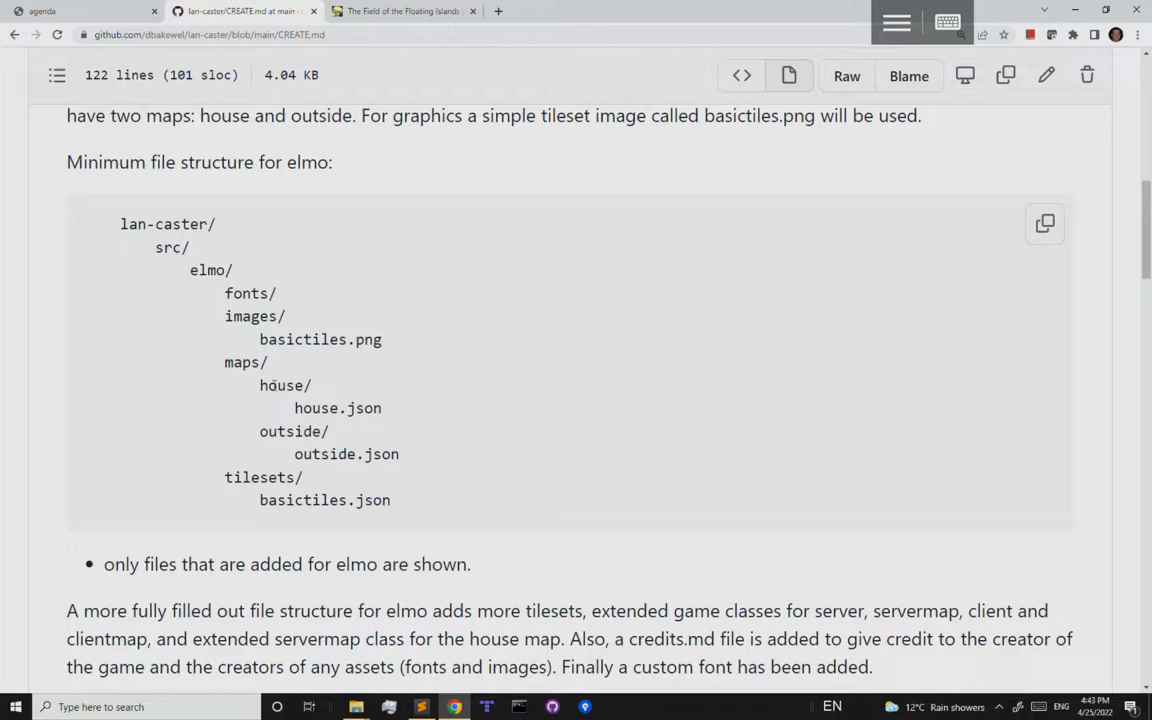 agenda
lan-caster/CREATE.md at main ·
The Field of the Floating Islands
github.com/dbakewel/lan-caster/blob/main/CREATE.md
122 lines (101 sloc)
4.04 KB
Raw
Blame
have two maps: house and outside. For graphics a simple tileset image called basictiles.png will be used.
Minimum file structure for elmo:
lan-caster/
src/
elmo/
fonts/
images/
basictiles.png
maps/
house/
house.json
outside/
outside.json
tilesets/
basictiles.json
only files that are added for elmo are shown.
A more fully filled out file structure for elmo adds more tilesets, extended game classes for server, servermap, client and
clientmap, and extended servermap class for the house map. Also, a credits.md file is added to give credit to the creator of
the game and the creators of any assets (fonts and images). Finally a custom font has been added.
Type here to search
EN
12°C Rain showers
ENG
4:43 PM
4/25/2022